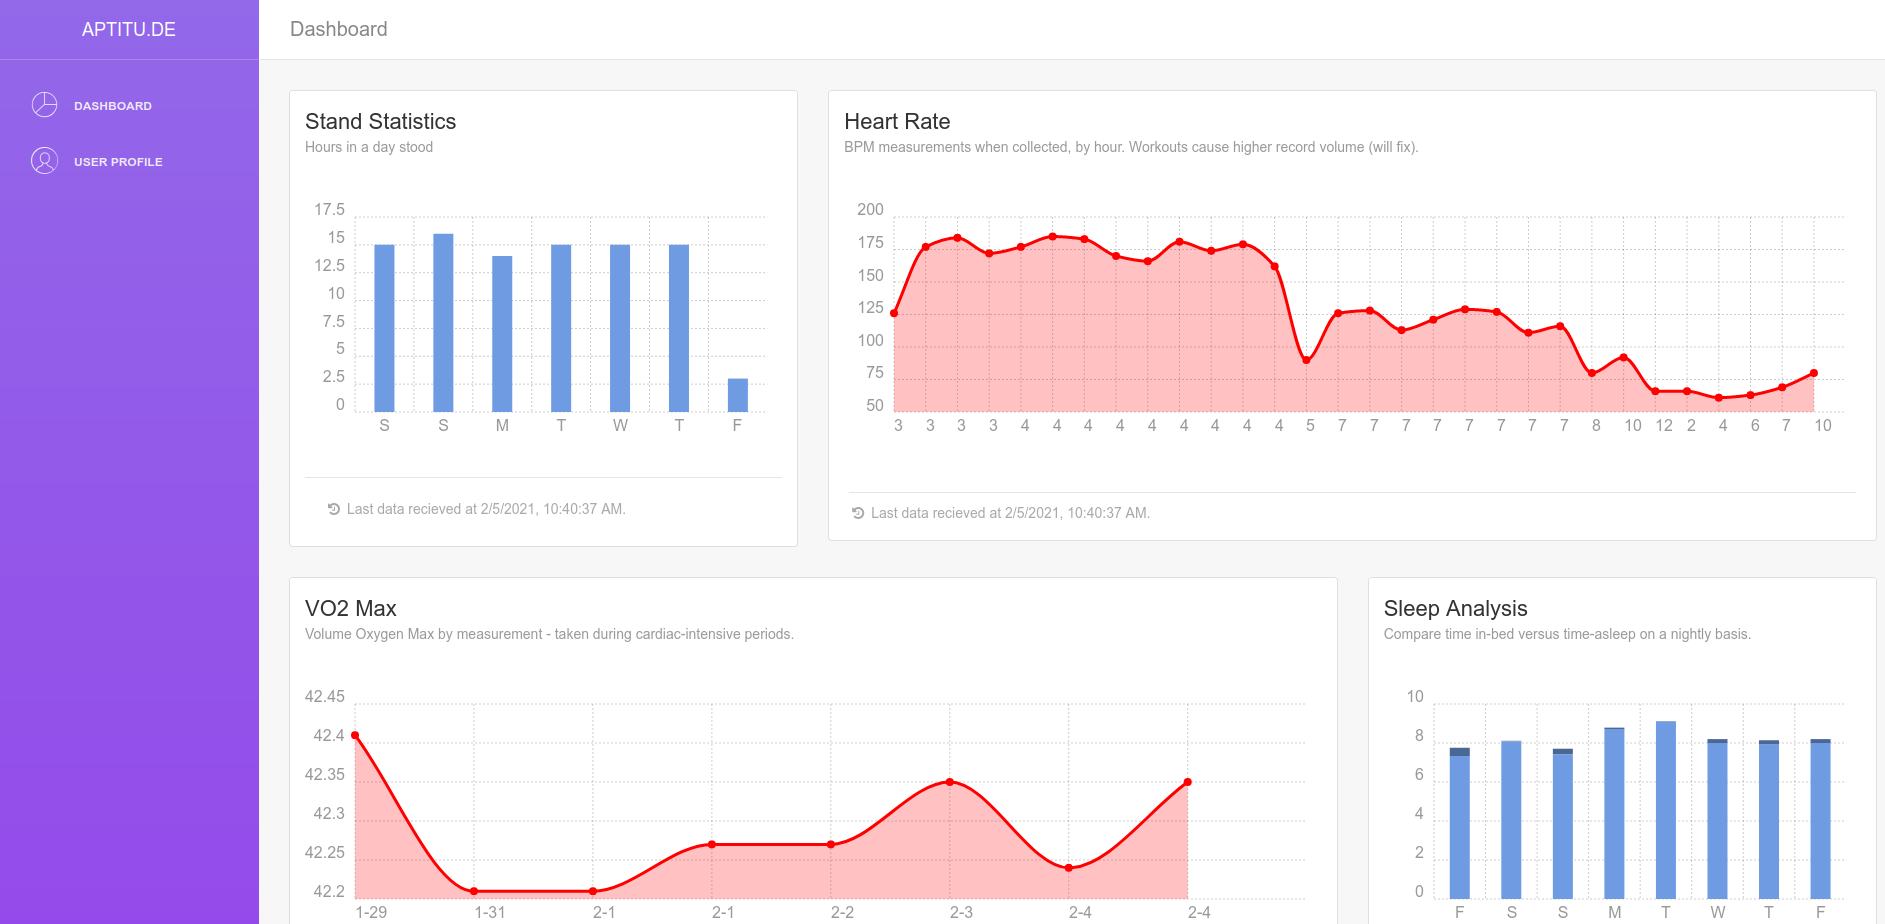 APTITU.DE
DASHBOARD
USER PROFILE
Dashboard
Stand Statistics
Hours in a day stood
17.5
15
12.5
10
7.5
5
2.5
0
S S M T W T F
Last data recieved at 2/5/2021, 10:40:37 AM.
Heart Rate
BPM measurements when collected, by hour. Workouts cause higher record volume (will fix).
200
175
150
125
100
75
50
3 3 3 3 4 4 4 4 4 4 4 4 4 5 7 7 7 7 7 7 7 7 8 10 12 2 4 6 7 10
Last data recieved at 2/5/2021, 10:40:37 AM.
VO2 Max
Volume Oxygen Max by measurement - taken during cardiac-intensive periods.
42.45
42.4
42.35
42.3
42.25
42.2
1-29 1-31 2-1 2-1 2-2 2-3 2-4 2-4
Sleep Analysis
Compare time in-bed versus time-asleep on a nightly basis.
10
8
6
4
2
0
F S S M T W T F